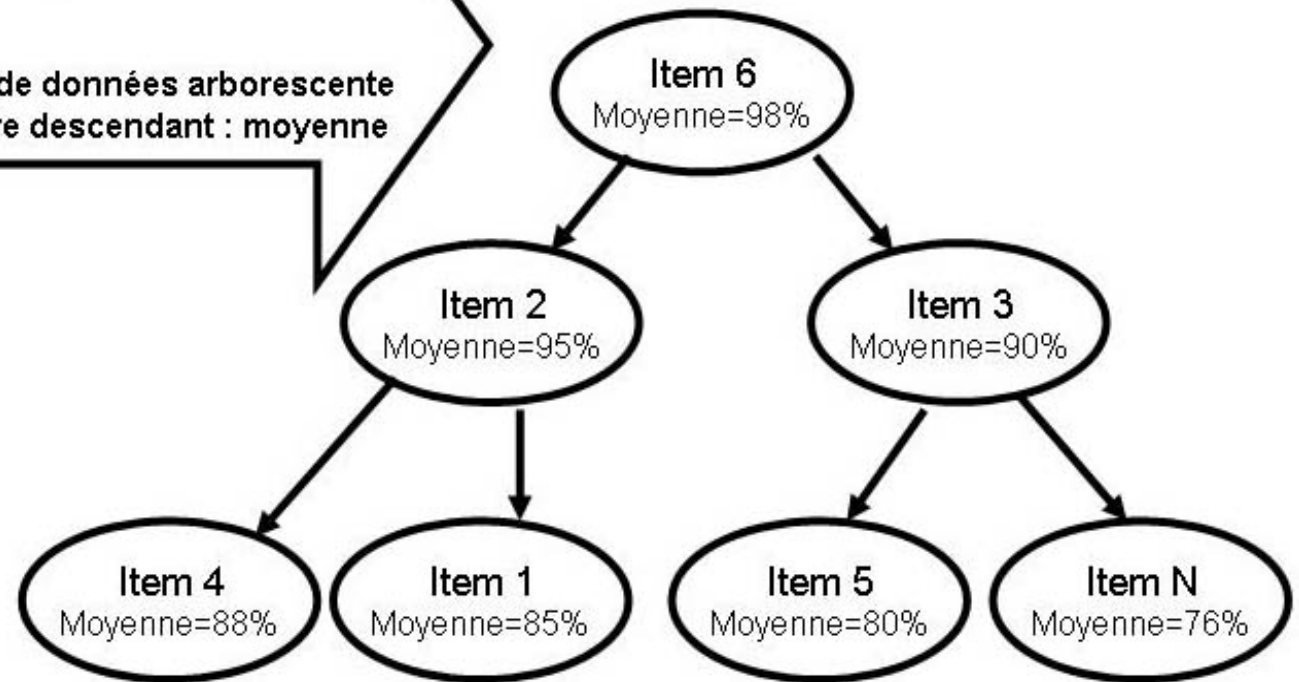 de données arborescente
re descendant : moyenne
Item 6
Moyenne=98%
Item 2
Moyenne=95%
Item 3
Moyenne=90%
Item 4
Moyenne=88%
Item 1
Moyenne=85%
Item 5
Moyenne=80%
Item N
Moyenne=76%